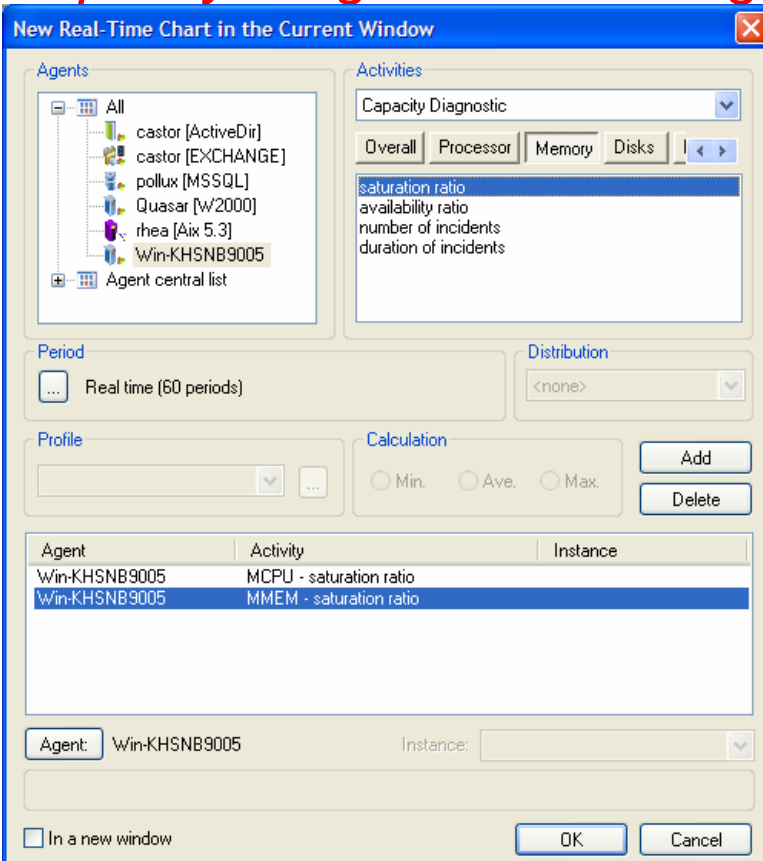 New Real-Time Chart in the Current Window
Agents
All
castor [ActiveDir]
castor [EXCHANGE]
pollux [MSSQL]
Quasar [W2000]
rhea [Aix 5.3]
Win-KHSNB9005
Agent central list
Activities
Capacity Diagnostic
Overall Processor Memory Disks
saturation ratio
availability ratio
number of incidents
duration of incidents
Period
... Real time (60 periods)
Distribution
<none>
Profile
...
Calculation
Min. Ave. Max.
Add
Delete
Agent Activity Instance
Win-KHSNB9005 MCPU - saturation ratio
Win-KHSNB9005 MMEM - saturation ratio
Agent: Win-KHSNB9005 Instance:
In a new window OK Cancel